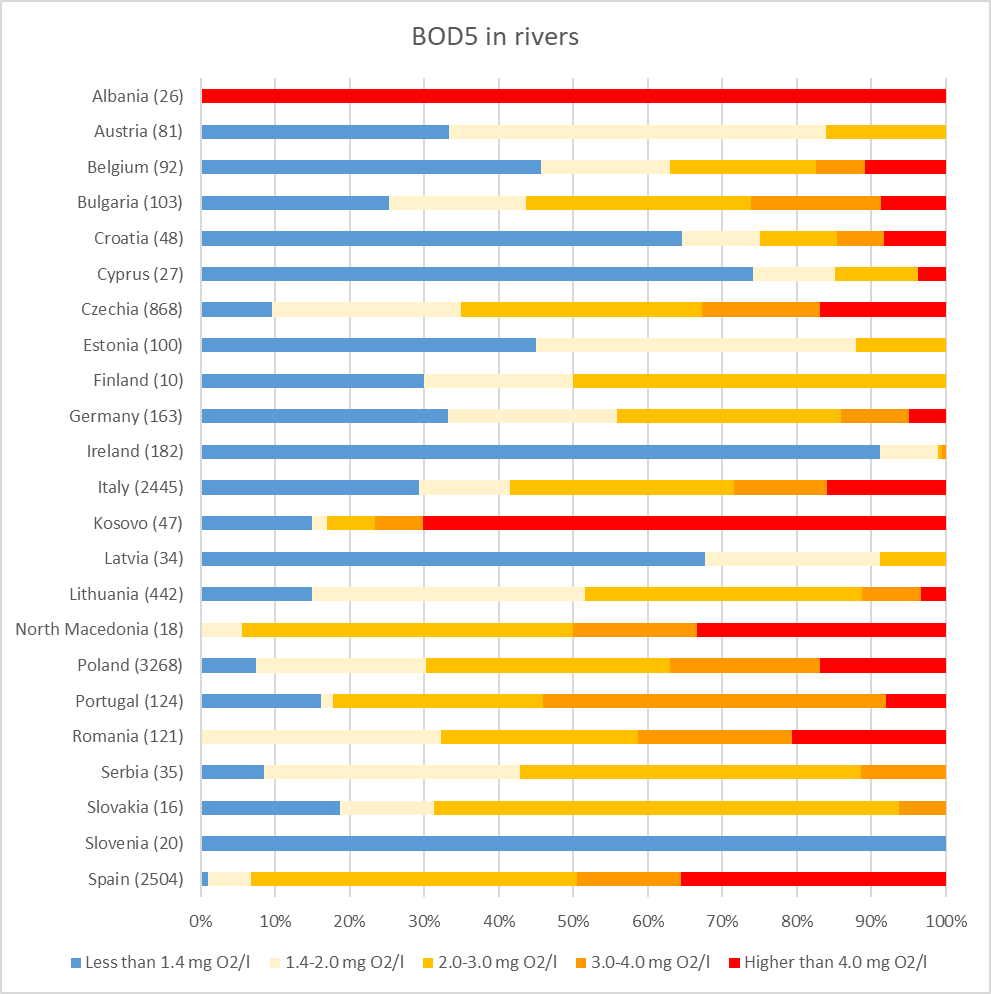 BOD5 in rivers
Albania (26)
Austria (81)
Belgium (92)
Bulgaria (103)
Croatia (48)
Cyprus (27)
Czechia (868)
Estonia (100)
Finland (10)
Germany (163)
Ireland (182)
Italy (2445)
Kosovo (47)
Latvia (34)
Lithuania (442)
North Macedonia (18)
Poland (3268)
Portugal (124)
Romania (121)
Serbia (35)
Slovakia (16)
Slovenia (20)
Spain (2504)
0% 10% 20% 30% 40% 50% 60% 70% 80% 90% 100%
Less than 1.4 mg O2/l 1.4-2.0 mg O2/l 2.0-3.0 mg O2/l 3.0-4.0 mg O2/l Higher than 4.0 mg O2/l